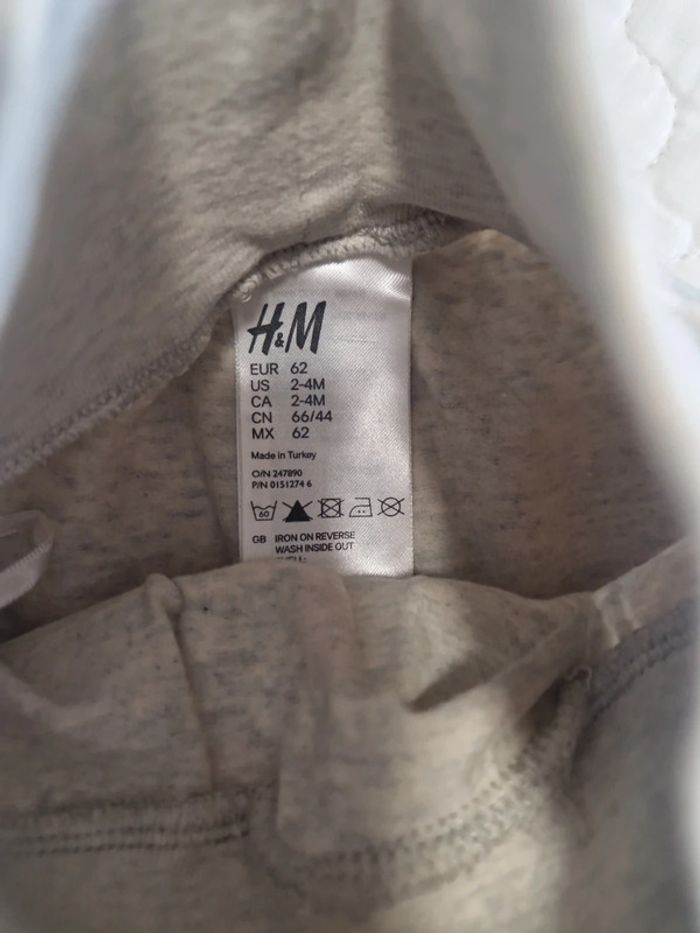 H&M
EUR 62
US 2-4M
CA 2-4M
CN 66/44
MX 62
Made in Turkey
O/N 247890
P/N 0151274 6
60
GB IRON ON REVERSE
WASH INSIDE OUT